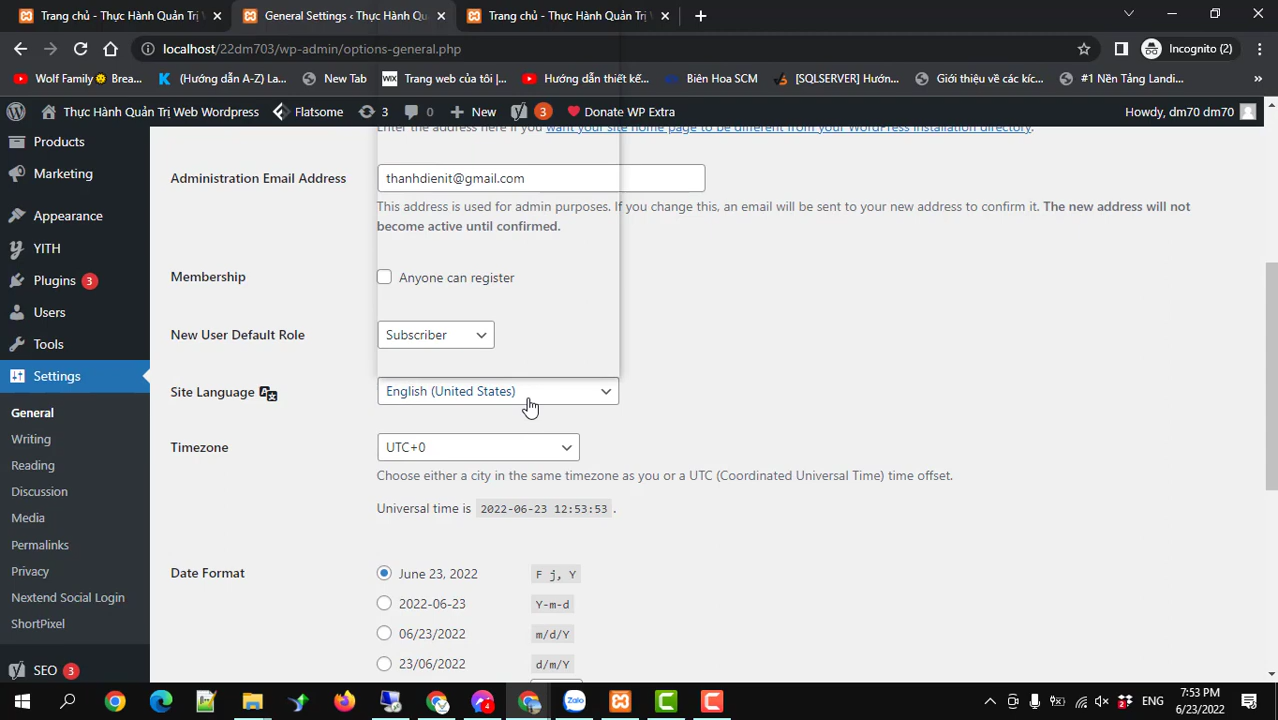 Trang chủ - Thực Hành Quản Trị V
General Settings ‹ Thực Hành Qu
Trang chủ - Thực Hành Quản Trị W
localhost/22dm703/wp-admin/options-general.php
Incognito (2)
Wolf Family Brea...
(Hướng dẫn A-Z) La...
New Tab
WIX Trang web của tôi |...
Hướng dẫn thiết kế...
Biên Hoa SCM
[SQLSERVER] Hướn...
Giới thiệu về các kíc...
#1 Nền Tảng Landi...
»
Thực Hành Quản Trị Web Wordpress
Flatsome
3
0
New
3
Donate WP Extra
Howdy, dm70 dm70
Products
Marketing
Appearance
YITH
Plugins 3
Users
Tools
Settings
General
Writing
Reading
Discussion
Media
Permalinks
Privacy
Nextend Social Login
ShortPixel
SEO 3
Enter the address here if you want your site home page to be different from your WordPress installation directory.
Administration Email Address
thanhdienit@gmail.com
This address is used for admin purposes. If you change this, an email will be sent to your new address to confirm it. The new address will not
become active until confirmed.
Membership
Anyone can register
New User Default Role
Subscriber
Site Language
English (United States)
Timezone
UTC+0
Choose either a city in the same timezone as you or a UTC (Coordinated Universal Time) time offset.
Universal time is 2022-06-23 12:53:53 .
Date Format
June 23, 2022 F j, Y
2022-06-23 Y-m-d
06/23/2022 m/d/Y
23/06/2022 d/m/Y
4
Zalo
ENG
7:53 PM
6/23/2022